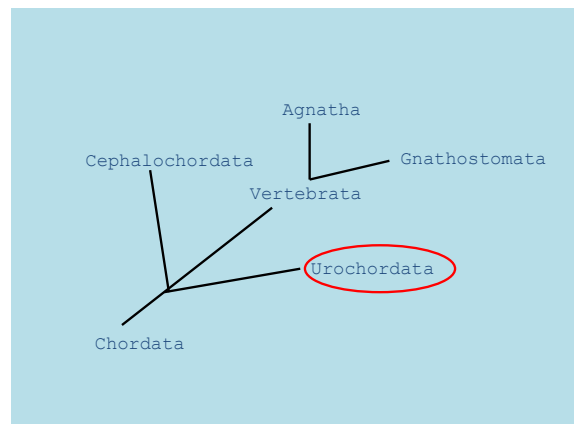 Agnatha
Cephalochordata
Gnathostomata
Vertebrata
Urochordata
Chordata